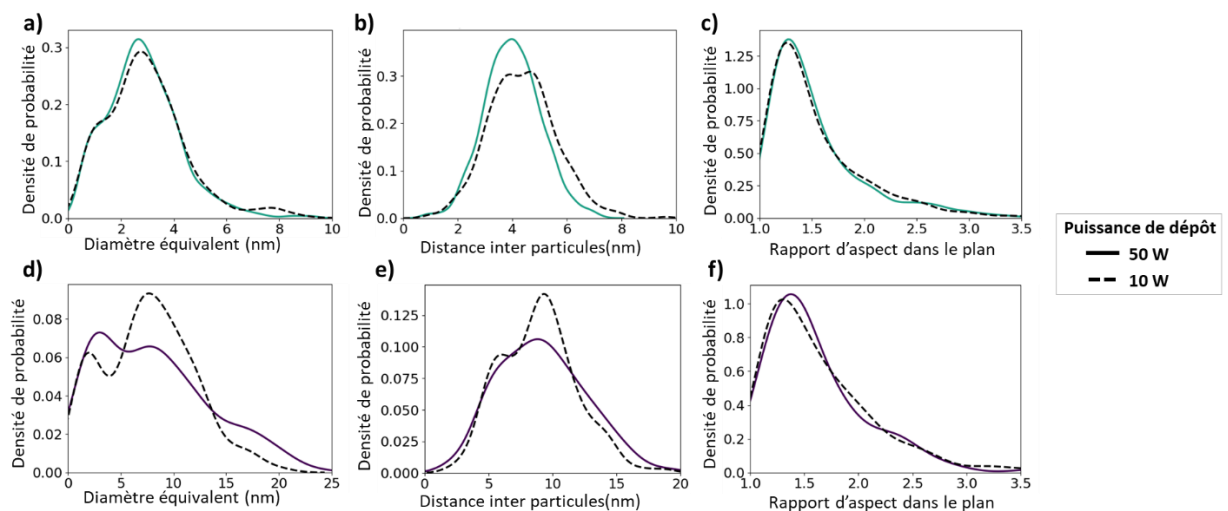 a)
Densité de probabilité
0.3
0.2
0.1
0.0
0 2 4 6 8 10
Diamètre équivalent (nm)
b)
Densité de probabilité
0.3
0.2
0.1
0.0
0 2 4 6 8 10
Distance inter particules(nm)
c)
Densité de probabilité
1.25
1.00
0.75
0.50
0.25
0.00
1.0 1.5 2.0 2.5 3.0 3.5
Rapport d'aspect dans le plan
Puissance de dépôt
50 W
10 W
d)
Densité de probabilité
0.08
0.06
0.04
0.02
0.00
0 5 10 15 20 25
Diamètre équivalent (nm)
e)
Densité de probabilité
0.125
0.100
0.075
0.050
0.025
0.000
0 5 10 15 20
Distance inter particules(nm)
f)
Densité de probabilité
1.0
0.8
0.6
0.4
0.2
0.0
1.0 1.5 2.0 2.5 3.0 3.5
Rapport d'aspect dans le plan